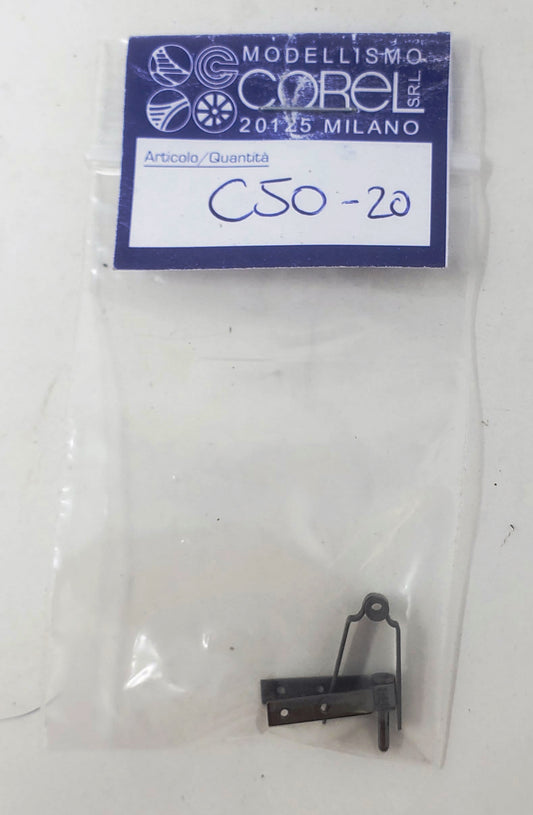 MODELLISMO
COREL S.R.L.
20125 MILANO
Articolo/Quantità
C50-20